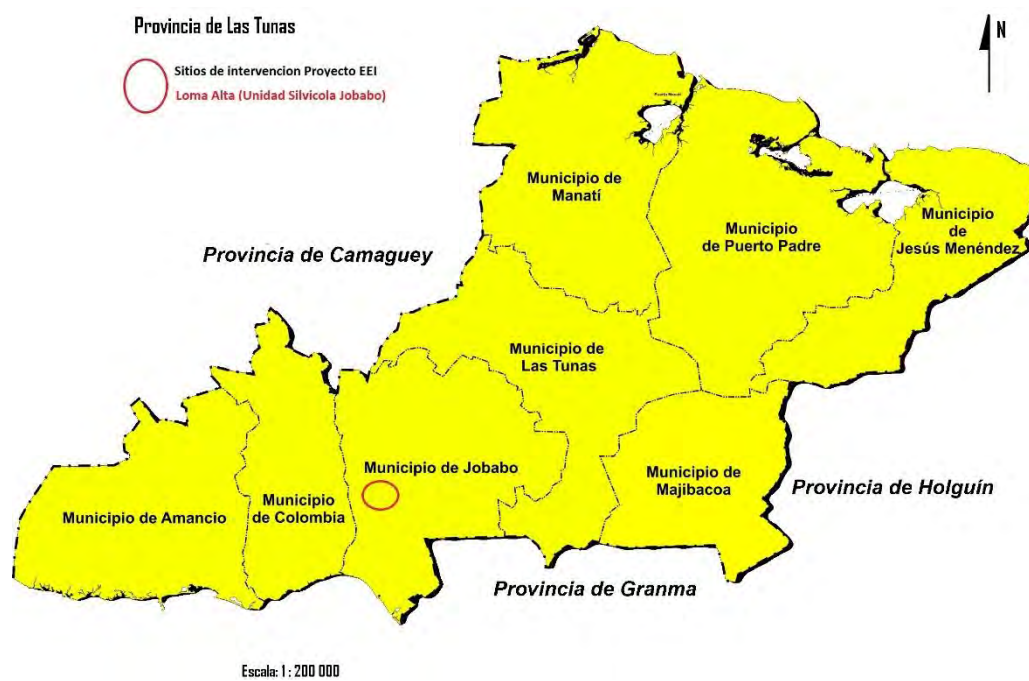 Provincia de Las Tunas
Sitios de intervencion Proyecto EEI
Loma Alta (Unidad Silvicola Jobabo)
N
Municipio de
Manatí
Municipio
de Puerto Padre
Municipio
de
Jesús Menéndez
Provincia de Camaguey
Municipio de
Las Tunas
Municipio de Jobabo
Municipio de
Majibacoa
Provincia de Holguín
Municipio de Amancio
Municipio
de Colombia
Provincia de Granma
Escala: 1 : 200 000